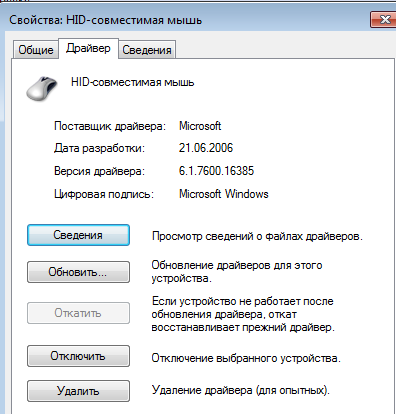 Свойства: HID-совместимая мышь
Общие Драйвер Сведения
HID-совместимая мышь
Поставщик драйвера: Microsoft
Дата разработки: 21.06.2006
Версия драйвера: 6.1.7600.16385
Цифровая подпись: Microsoft Windows
Сведения Просмотр сведений о файлах драйверов.
Обновить... Обновление драйверов для этого
устройства.
Откатить Если устройство не работает после
обновления драйвера, откат
восстанавливает прежний драйвер.
Отключить Отключение выбранного устройства.
Удалить Удаление драйвера (для опытных).